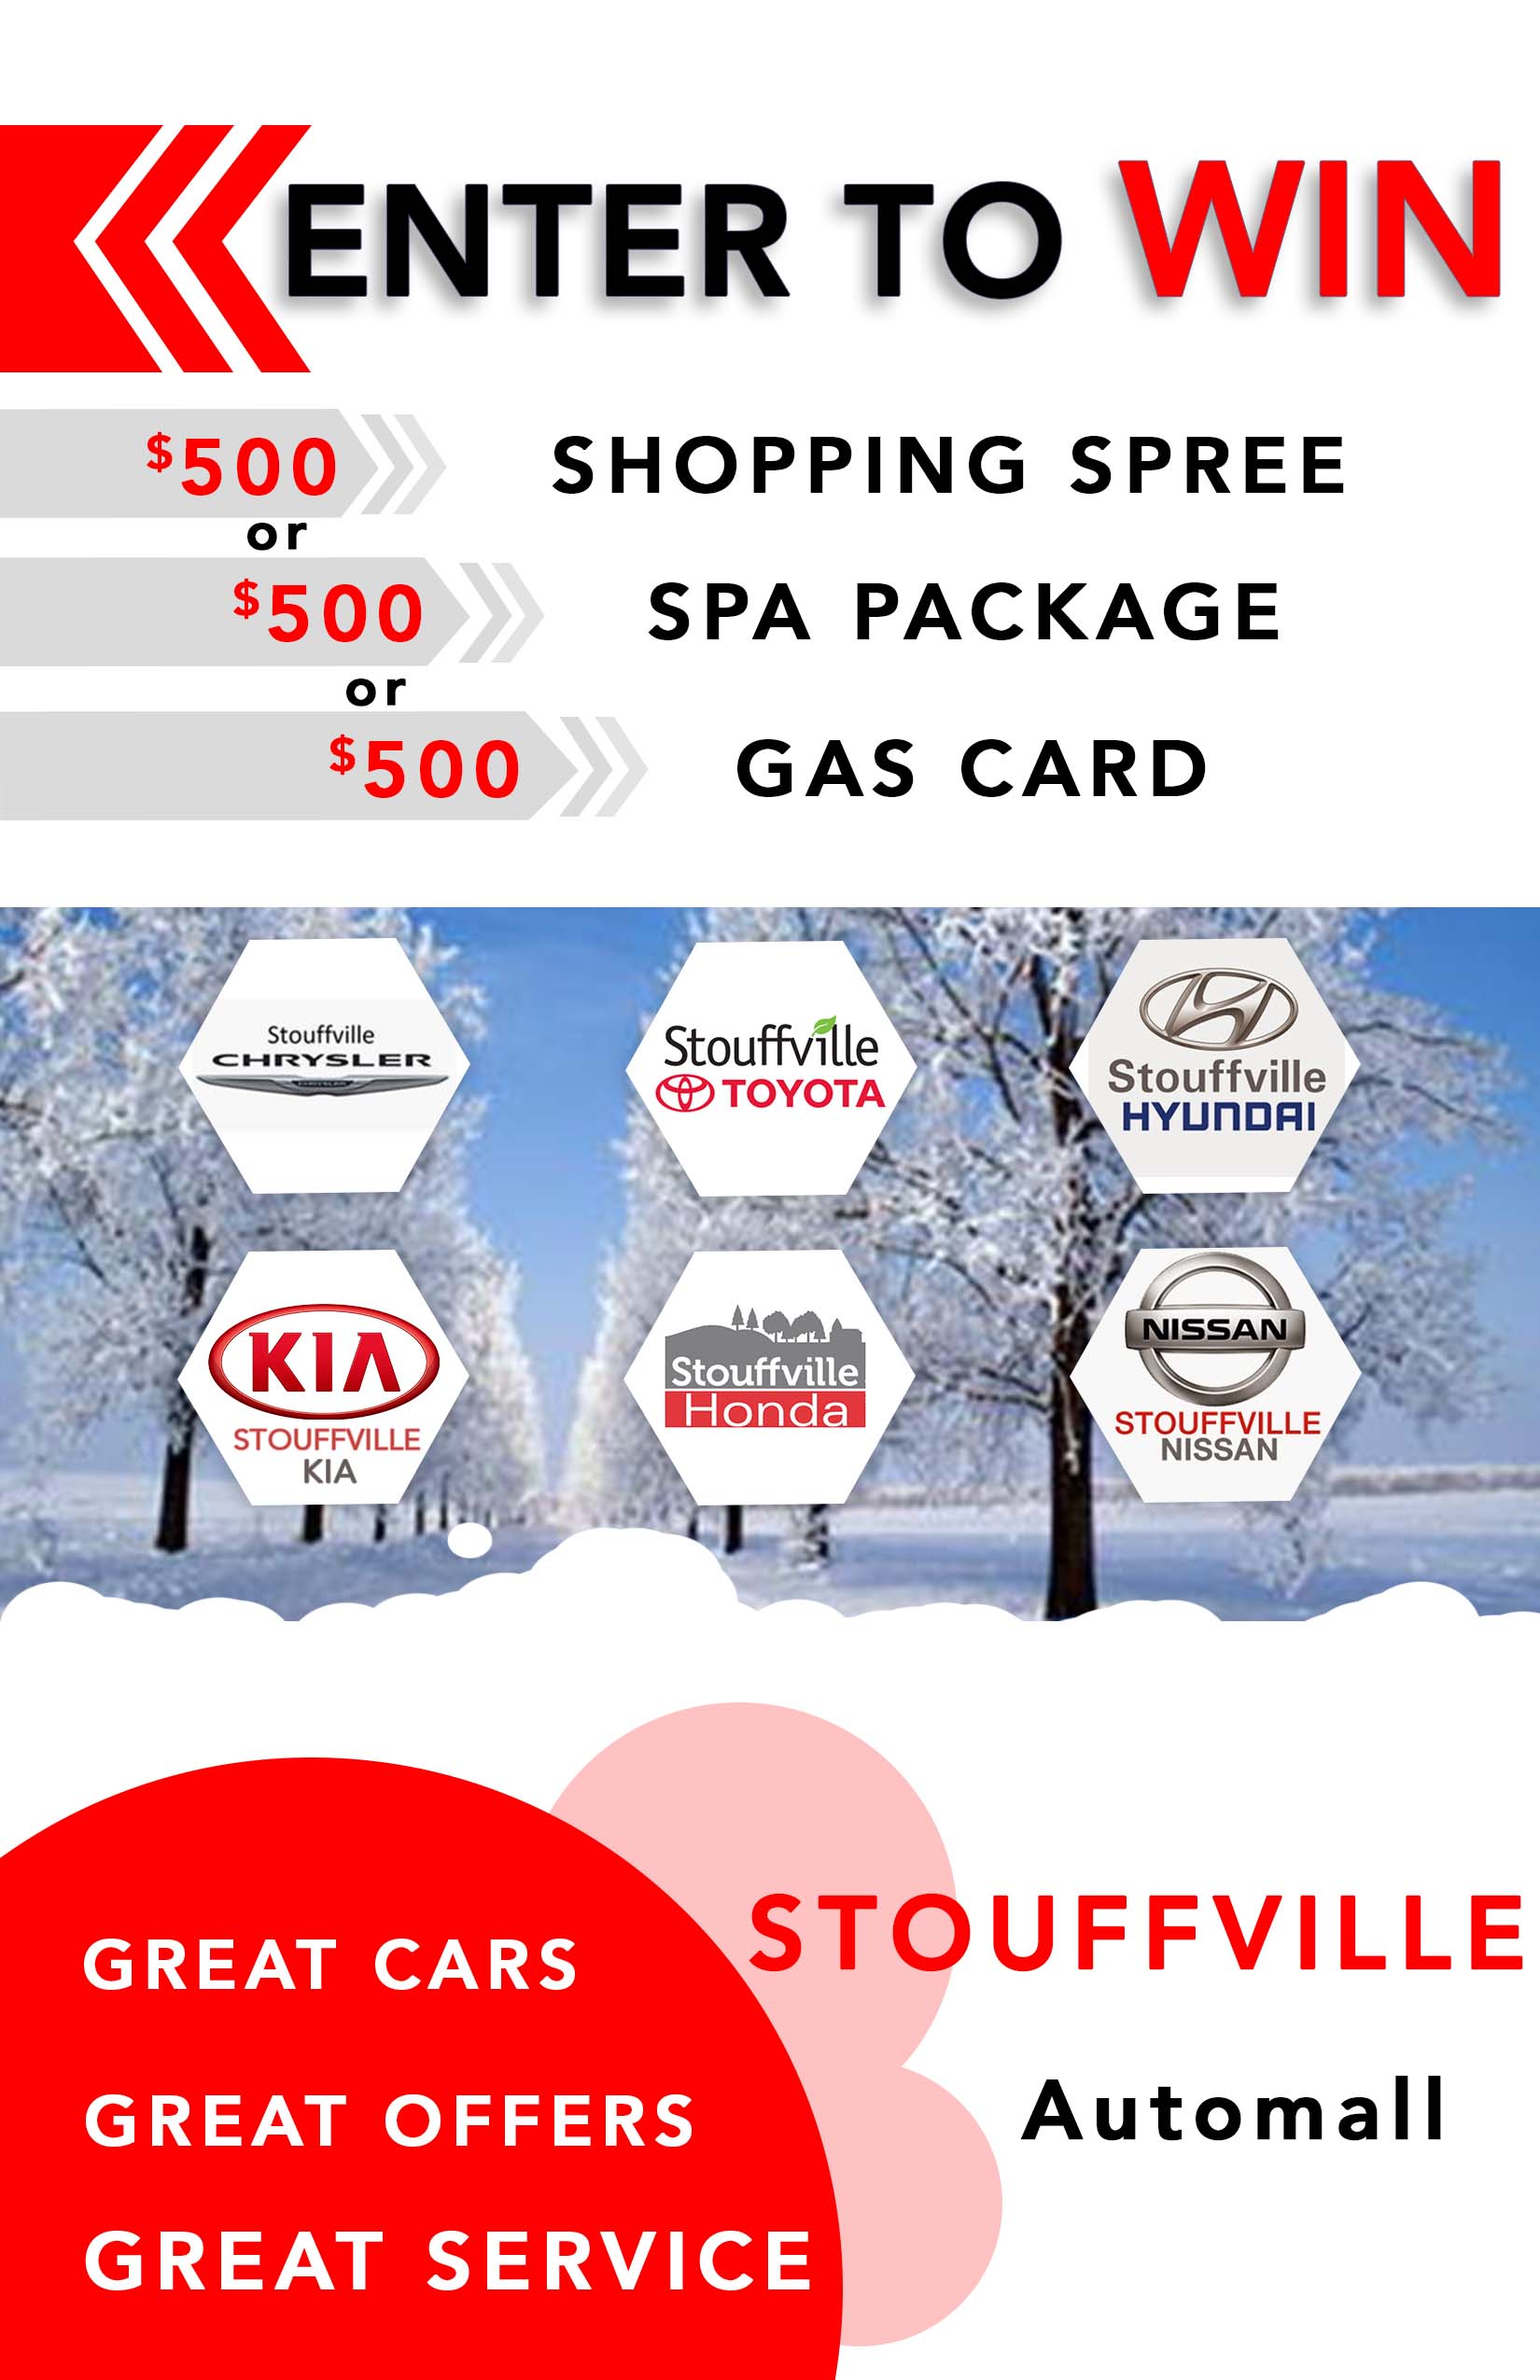 ENTER TO WIN
$500 SHOPPING SPREE
or
$500 SPA PACKAGE
or
$500 GAS CARD
Stouffville
CHRYSLER
CHRYSLER
Stouffville
TOYOTA
Stouffville
HYUNDAI
KIA
STOUFFVILLE
KIA
Stouffville
Honda
NISSAN
STOUFFVILLE
NISSAN
GREAT CARS
GREAT OFFERS
GREAT SERVICE
STOUFFVILLE
Automall